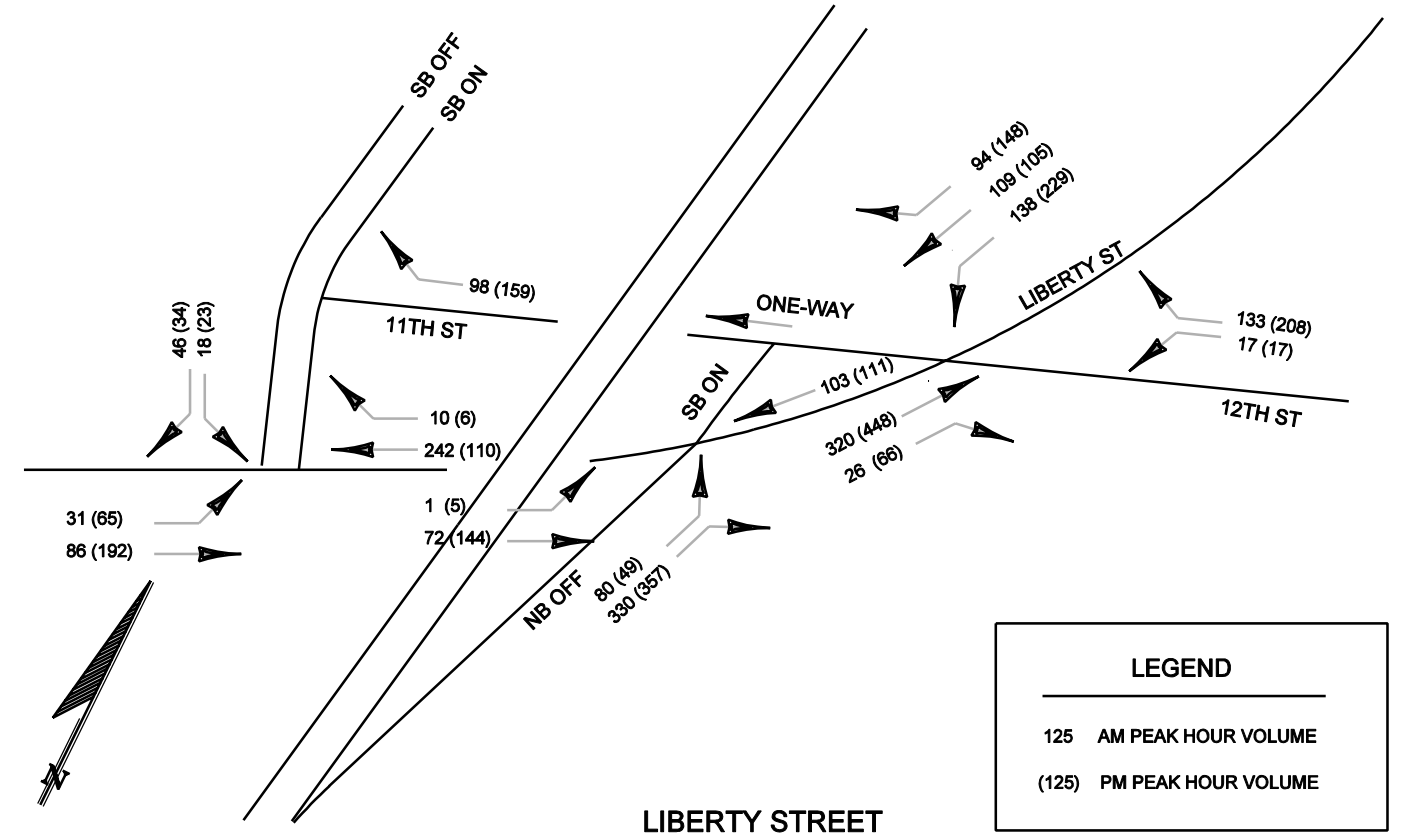 SB OFF
SB ON
94 (148)
109 (105)
138 (229)
LIBERTY ST
98 (159)
11TH ST
ONE-WAY
46 (34)
18 (23)
133 (208)
17 (17)
103 (111)
SB ON
12TH ST
10 (6)
242 (110)
320 (448)
26 (66)
1 (5)
72 (144)
31 (65)
86 (192)
80 (49)
330 (357)
NB OFF
N
LEGEND
125 AM PEAK HOUR VOLUME
(125) PM PEAK HOUR VOLUME
LIBERTY STREET